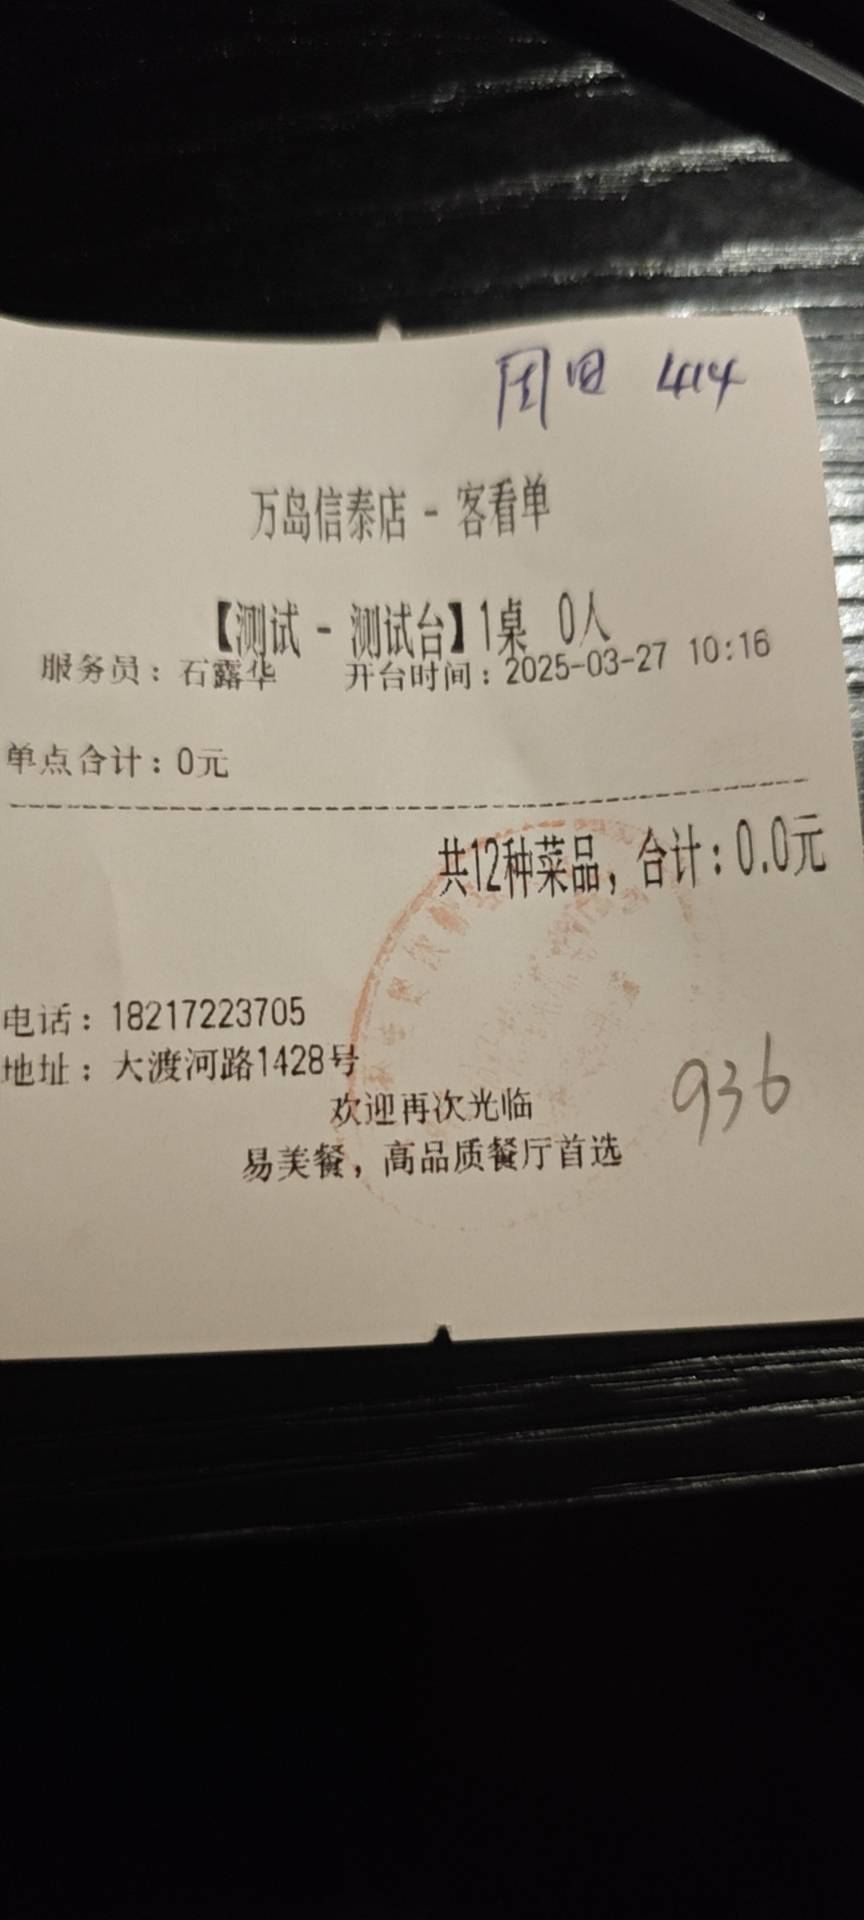 414
万岛信泰店 - 客看单
【测试 - 测试台】1桌 0人
服务员：石露华 开台时间：2025-03-27 10:16
单点合计：0元
共12种菜品，合计：0.0元
电话：18217223705
地址：大渡河路1428号
936
欢迎再次光临
易美餐，高品质餐厅首选